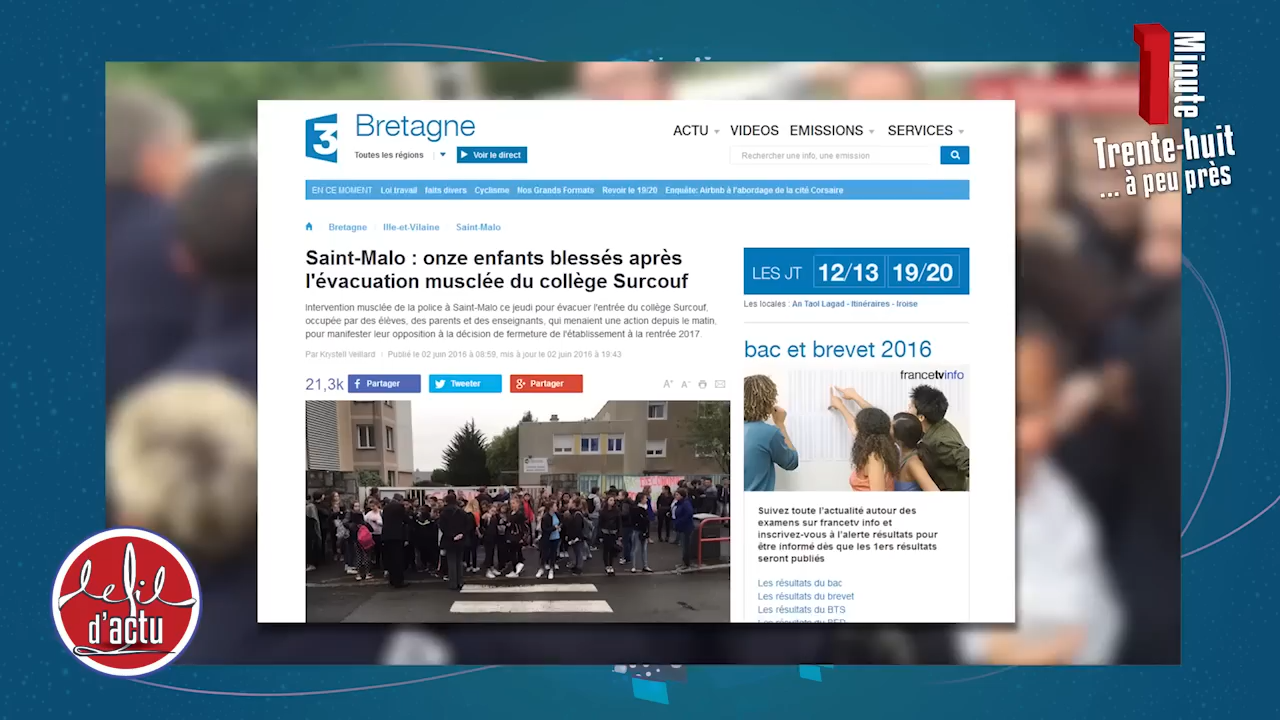 1 Minute
Trente-huit
... à peu près
3 Bretagne
ACTU VIDEOS EMISSIONS SERVICES
Toutes les régions Voir le direct
Rechercher une info, une emission
EN CE MOMENT Loi travail faits divers Cyclisme Nos Grands Formats Revoir le 19/20 Enquête: Airbnb à l'abordage de la cité Corsaire
Bretagne Ille-et-Vilaine Saint-Malo
Saint-Malo : onze enfants blessés après
l'évacuation musclée du collège Surcouf
Intervention musclée de la police à Saint-Malo ce jeudi pour évacuer l'entrée du collège Surcouf,
occupée par des élèves, des parents et des enseignants, qui menaient une action depuis le matin,
pour manifester leur opposition à la décision de fermeture de l'établissement à la rentrée 2017.
Par Krystell Veillard | Publié le 02 juin 2016 à 08:59, mis à jour le 02 juin 2016 à 19:43
21,3k f Partager Tweeter g+ Partager
A+ A-
LES JT 12/13 19/20
Les locales : An Taol Lagad - Itinéraires - Iroise
bac et brevet 2016
francetvinfo
Suivez toute l'actualité autour des
examens sur francetv info et
inscrivez-vous à l'alerte résultats pour
être informé dès que les 1ers résultats
seront publiés
Les résultats du bac
Les résultats du brevet
Les résultats du BTS
Les résultats du BEP
le fil
d'actu